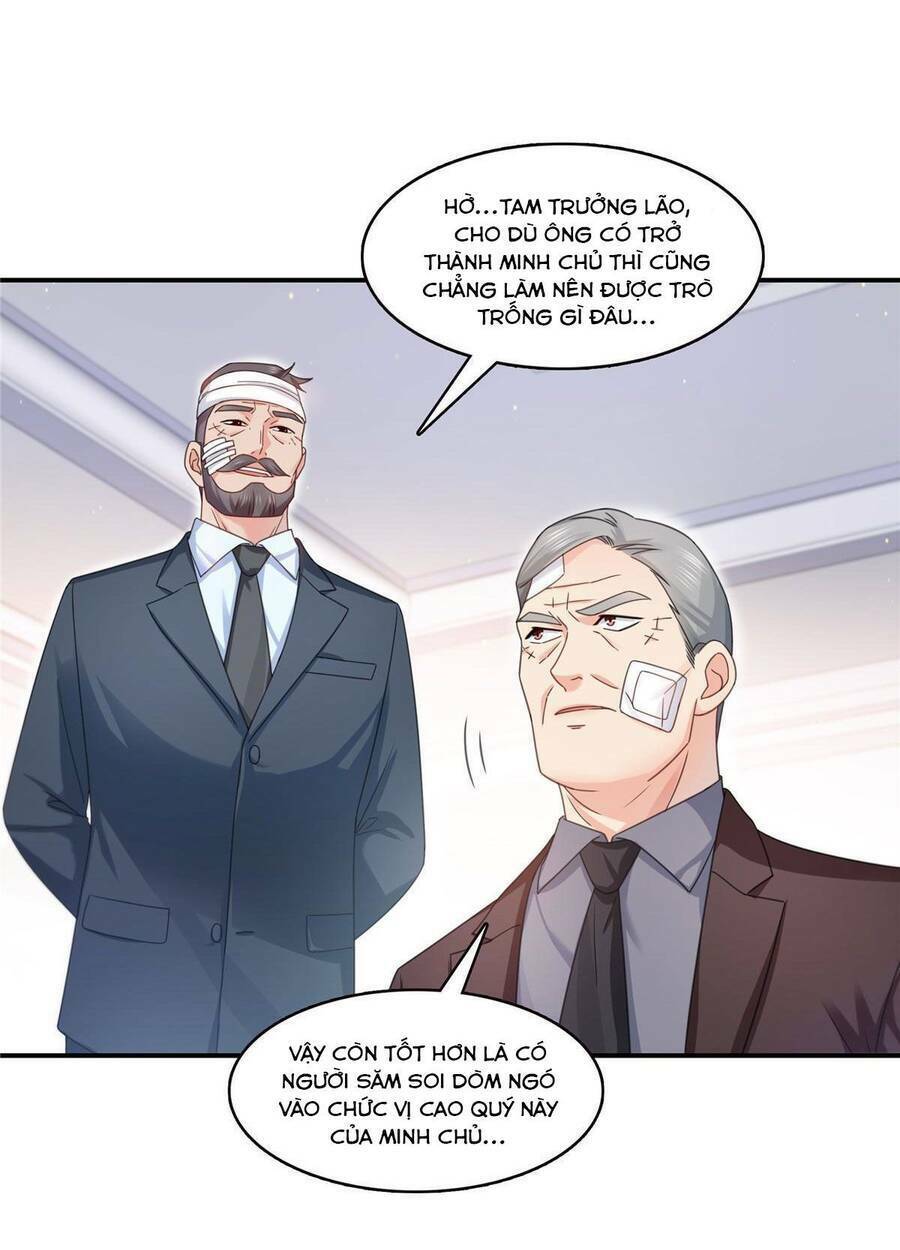 HỜ...TAM TRƯỞNG LÃO,
CHO DÙ ÔNG CÓ TRỞ
THÀNH MINH CHỦ THÌ CŨNG
CHẲNG LÀM NÊN ĐƯỢC TRÒ
TRỐNG GÌ ĐÂU...
VẬY CÒN TỐT HƠN LÀ CÓ
NGƯỜI SĂM SOI DÒM NGÓ
VÀO CHỨC VỊ CAO QUÝ NÀY
CỦA MINH CHỦ...